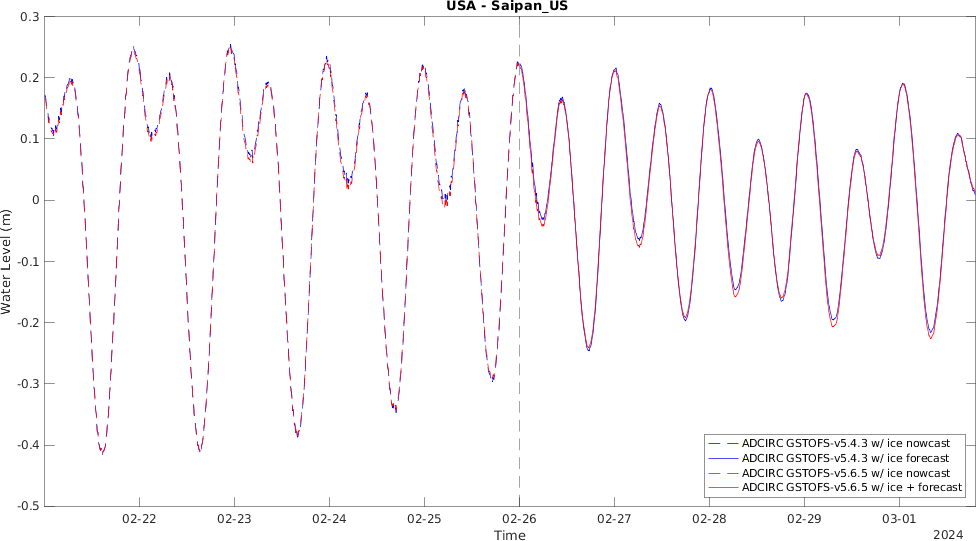 USA - Saipan_US
0.3
0.2
0.1
0
-0.1
-0.2
-0.3
-0.4
-0.5
Water Level (m)
ADCIRC GSTOFS-v5.4.3 w/ ice nowcast
ADCIRC GSTOFS-v5.4.3 w/ ice forecast
ADCIRC GSTOFS-v5.6.5 w/ ice nowcast
ADCIRC GSTOFS-v5.6.5 w/ ice + forecast
02-22
02-23
02-24
02-25
02-26
02-27
02-28
02-29
03-01
Time
2024